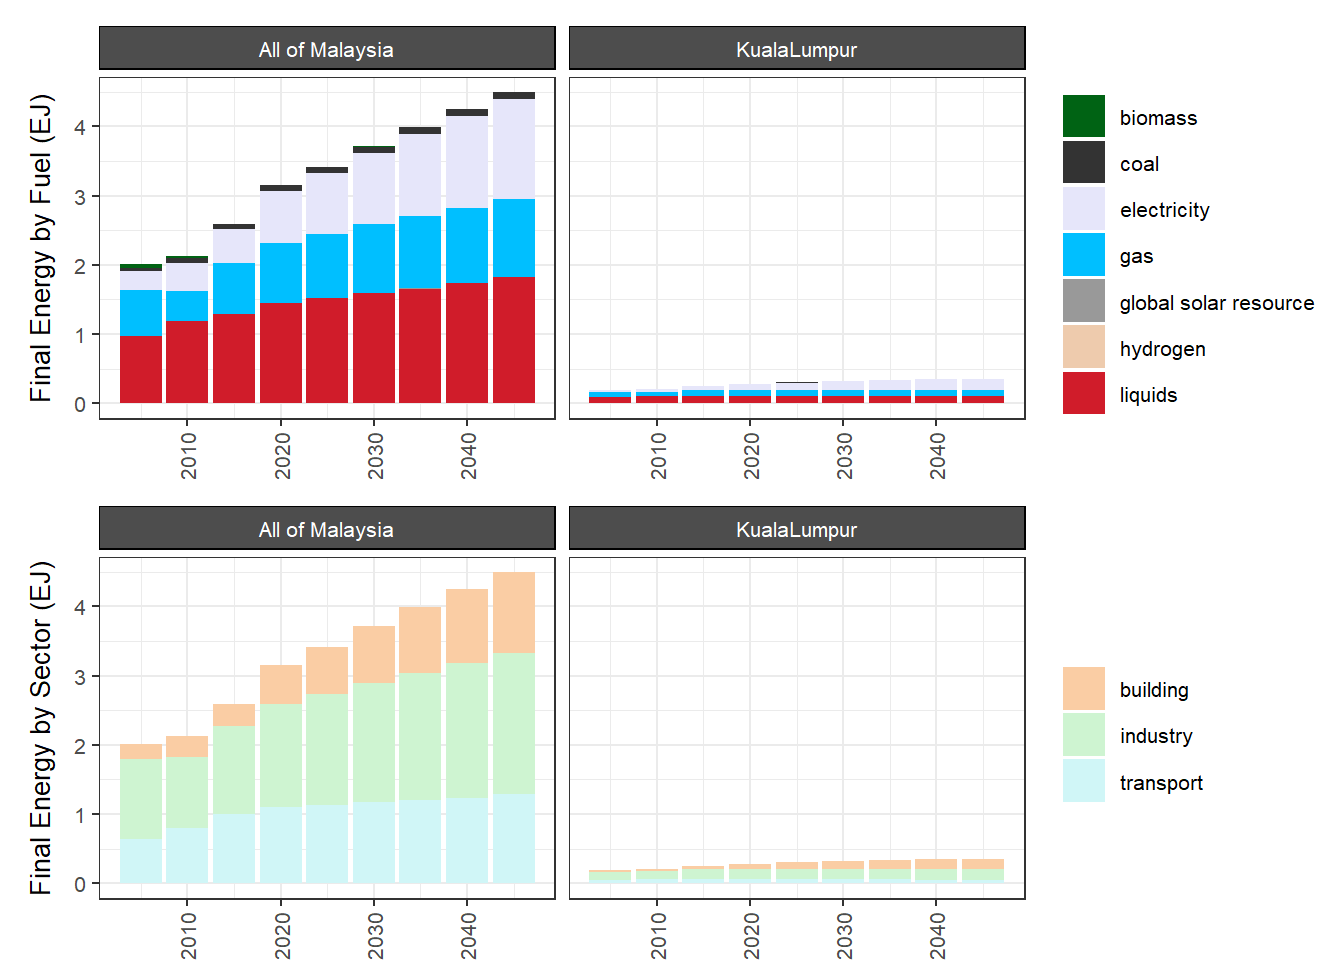 All of Malaysia
KualaLumpur
Final Energy by Fuel (EJ)
4
3
2
1
0
2010
2020
2030
2040
2010
2020
2030
2040
biomass
coal
electricity
gas
global solar resource
hydrogen
liquids
All of Malaysia
KualaLumpur
Final Energy by Sector (EJ)
4
3
2
1
0
2010
2020
2030
2040
2010
2020
2030
2040
building
industry
transport